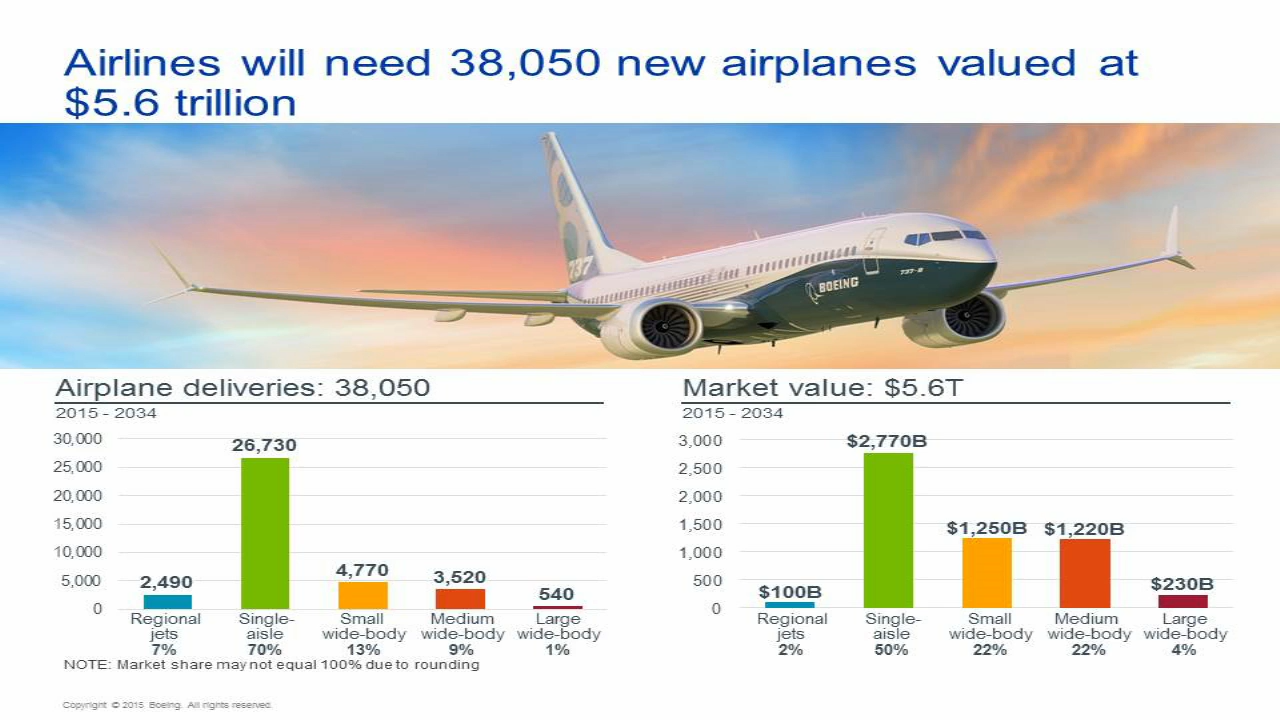 Airlines will need 38,050 new airplanes valued at
$5.6 trillion
737
BOEING
737-8
Airplane deliveries: 38,050
2015 - 2034
30,000
25,000
20,000
15,000
10,000
5,000
0
2,490
26,730
4,770
3,520
540
Regional jets 7%
Single-aisle 70%
Small wide-body 13%
Medium wide-body 9%
Large wide-body 1%
NOTE: Market share may not equal 100% due to rounding
Market value: $5.6T
2015 - 2034
3,000
2,500
2,000
1,500
1,000
500
0
$100B
$2,770B
$1,250B
$1,220B
$230B
Regional jets 2%
Single-aisle 50%
Small wide-body 22%
Medium wide-body 22%
Large wide-body 4%
Copyright © 2015 Boeing. All rights reserved.